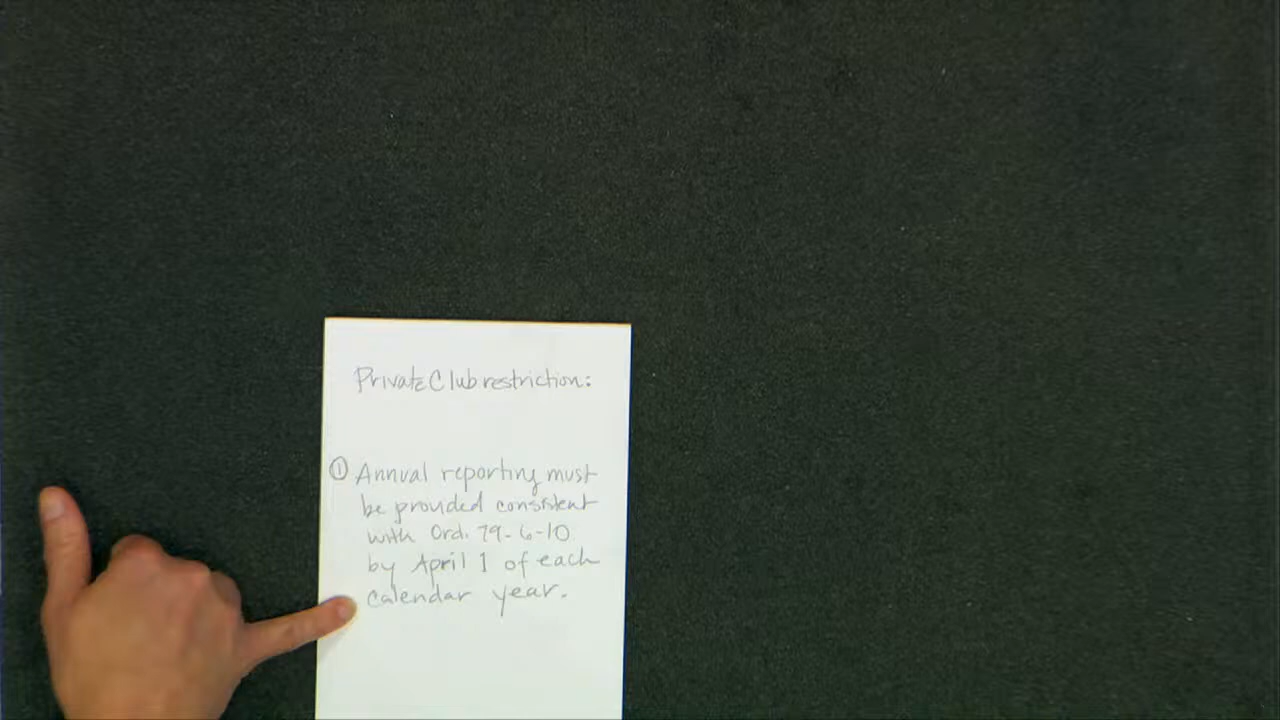 Private Club restriction:
① Annual reporting must
be provided consistent
with Ord. 79-6-10
by April 1 of each
calendar year.